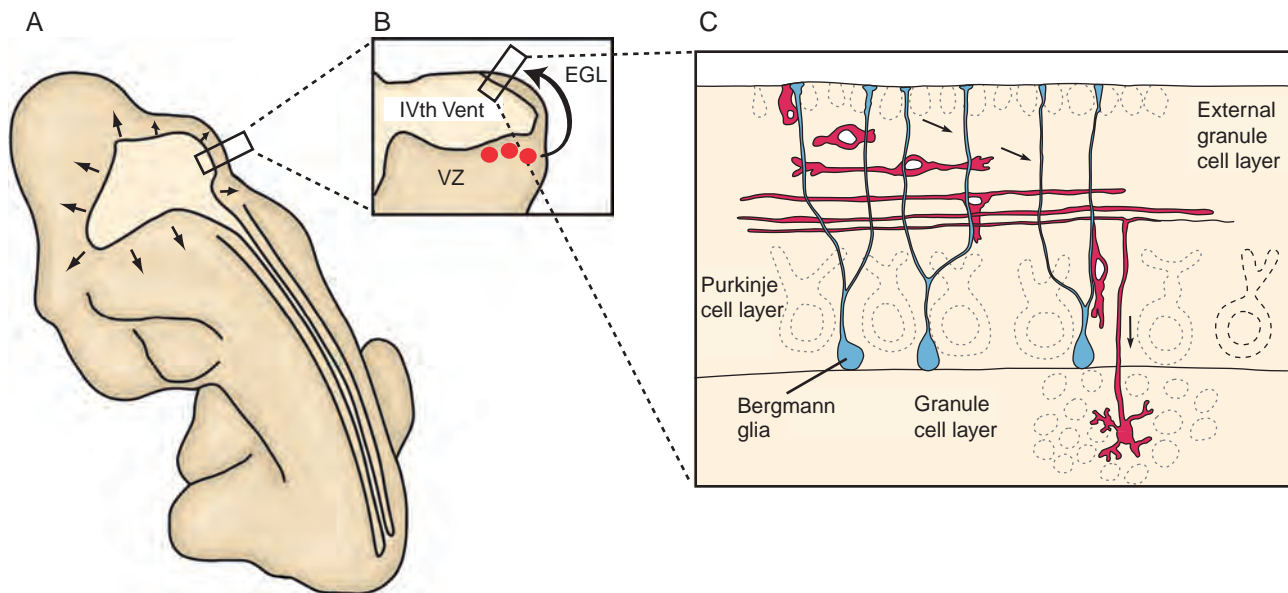 A
B
C
EGL
IVth Vent
VZ
External
granule
cell layer
Purkinje
cell layer
Bergmann
glia
Granule
cell layer